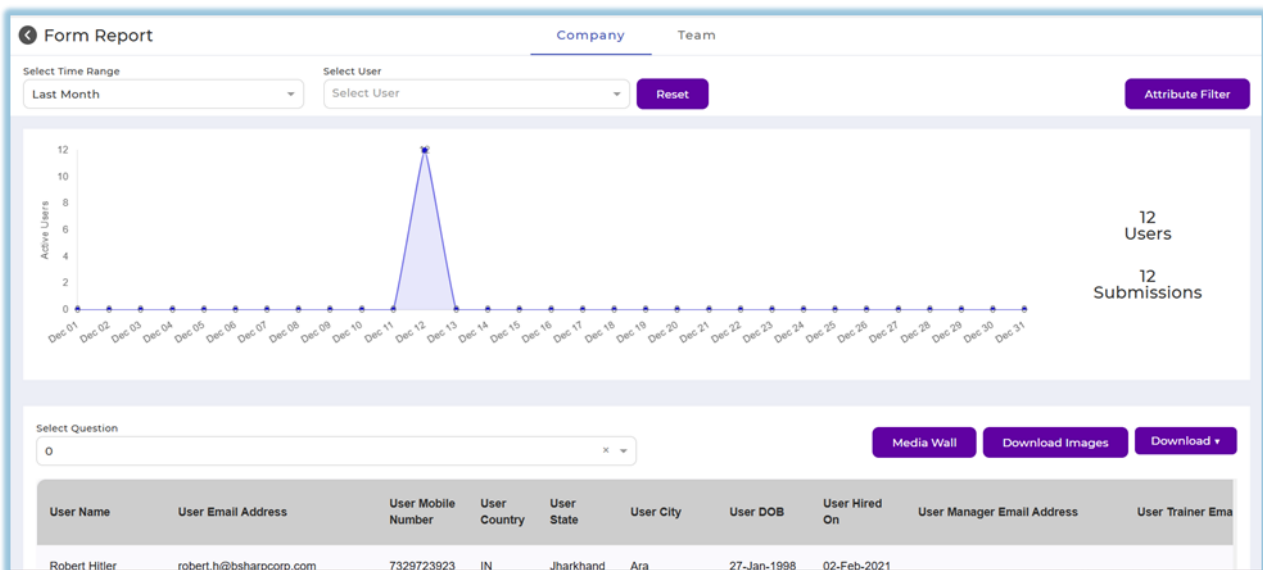 Form Report
Company Team
Select Time Range
Last Month
Select User
Select User
Reset
Attribute Filter
12
10
8
6
4
2
0
Active Users
12
Dec 01 Dec 02 Dec 03 Dec 04 Dec 05 Dec 06 Dec 07 Dec 08 Dec 09 Dec 10 Dec 11 Dec 12 Dec 13 Dec 14 Dec 15 Dec 16 Dec 17 Dec 18 Dec 19 Dec 20 Dec 21 Dec 22 Dec 23 Dec 24 Dec 25 Dec 26 Dec 27 Dec 28 Dec 29 Dec 30 Dec 31
12
Users
12
Submissions
Select Question
0
Media Wall Download Images Download
User Name User Email Address User Mobile Number User Country User State User City User DOB User Hired On User Manager Email Address User Trainer Ema
Robert Hitler robert.h@bsharpcorp.com 7329723923 IN Jharkhand Ara 27-Jan-1998 02-Feb-2021